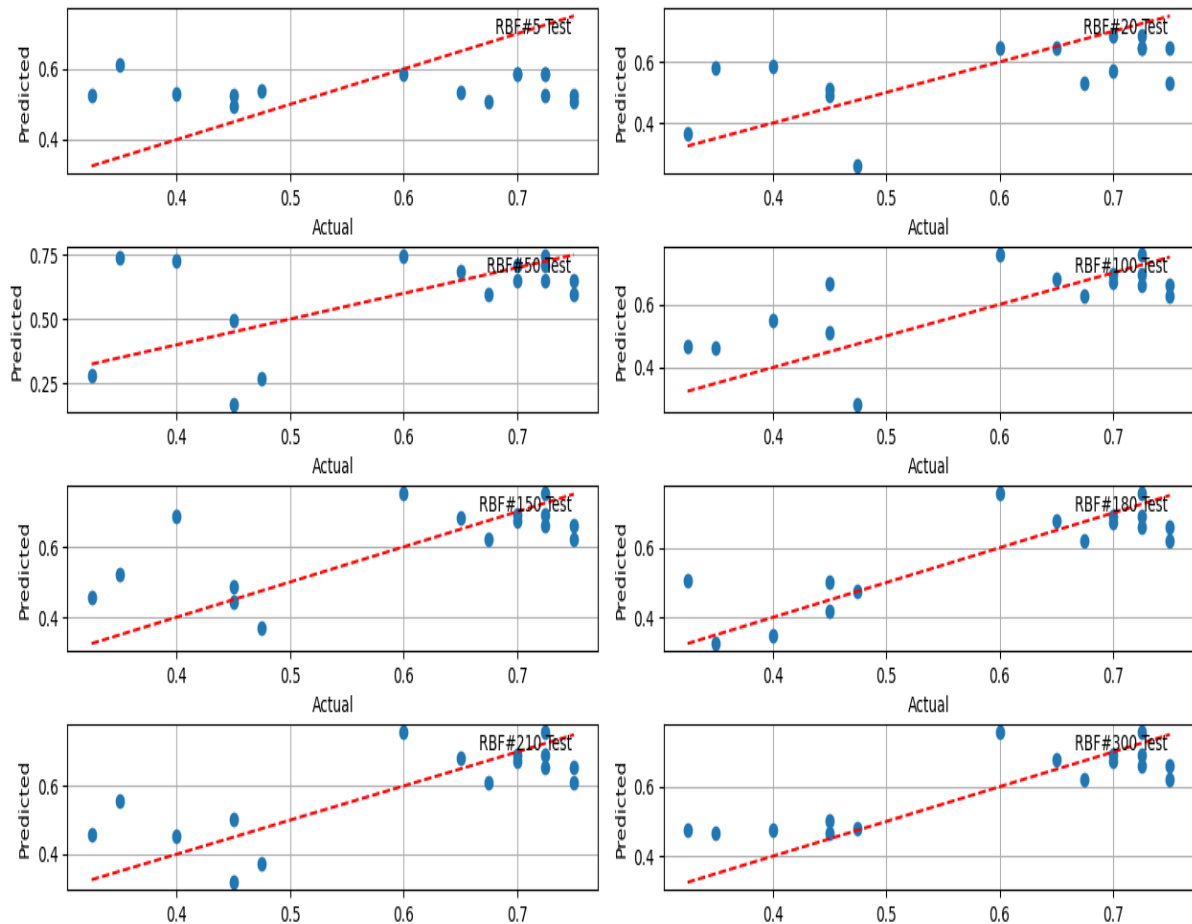 RBF#5 Test
Predicted
0.6
0.4
0.4 0.5 0.6 0.7
Actual
RBF#20 Test
Predicted
0.6
0.4
0.4 0.5 0.6 0.7
Actual
RBF#50 Test
Predicted
0.75
0.50
0.25
0.4 0.5 0.6 0.7
Actual
RBF#100 Test
Predicted
0.6
0.4
0.4 0.5 0.6 0.7
Actual
RBF#150 Test
Predicted
0.6
0.4
0.4 0.5 0.6 0.7
Actual
RBF#180 Test
Predicted
0.6
0.4
0.4 0.5 0.6 0.7
Actual
RBF#210 Test
Predicted
0.6
0.4
0.4 0.5 0.6 0.7
RBF#300 Test
Predicted
0.6
0.4
0.4 0.5 0.6 0.7